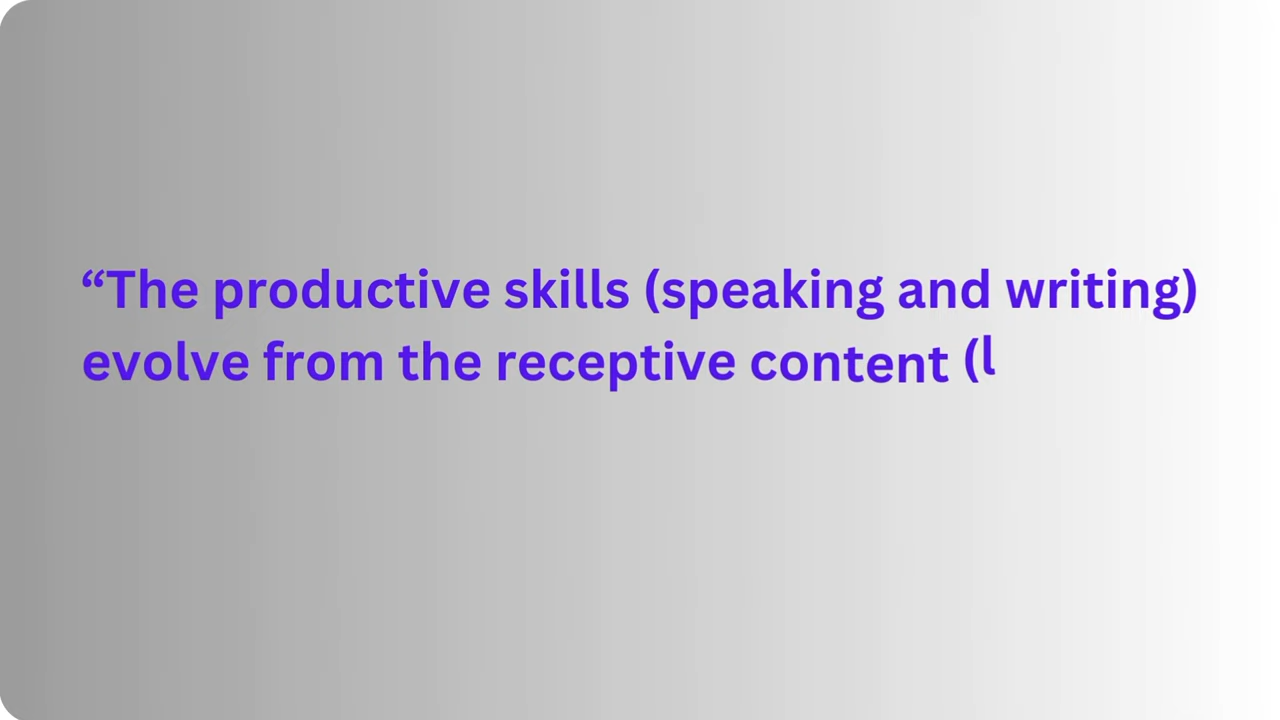 “The productive skills (speaking and writing)
evolve from the receptive content (l